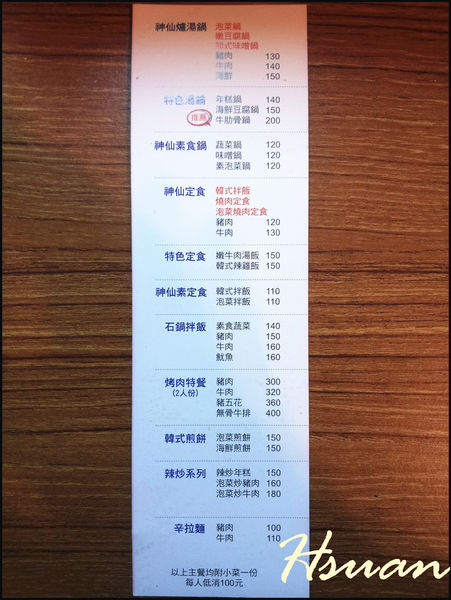 神仙爐湯鍋 泡菜鍋
嫩豆腐鍋
韓式味噌鍋
豬肉 130
牛肉 140
海鮮 150
特色湯鍋 年糕鍋 140
推薦 海鮮豆腐鍋 150
牛肋骨鍋 200
神仙素食鍋 蔬菜鍋 120
味噌鍋 120
素泡菜鍋 120
神仙定食 韓式拌飯
燒肉定食
泡菜燒肉定食
豬肉 120
牛肉 130
特色定食 嫩牛肉湯飯 150
韓式辣雞飯 150
神仙素定食 韓式拌飯 110
泡菜拌飯 110
石鍋拌飯 素食蔬菜 140
豬肉 150
牛肉 160
魷魚 160
烤肉特餐 豬肉 300
(2人份) 牛肉 320
豬五花 360
無骨牛排 400
韓式煎餅 泡菜煎餅 150
海鮮煎餅 150
辣炒系列 辣炒年糕 150
泡菜炒豬肉 160
泡菜炒牛肉 180
辛拉麵 豬肉 100
牛肉 110
以上主餐均附小菜一份
每人低消100元
Hsuan